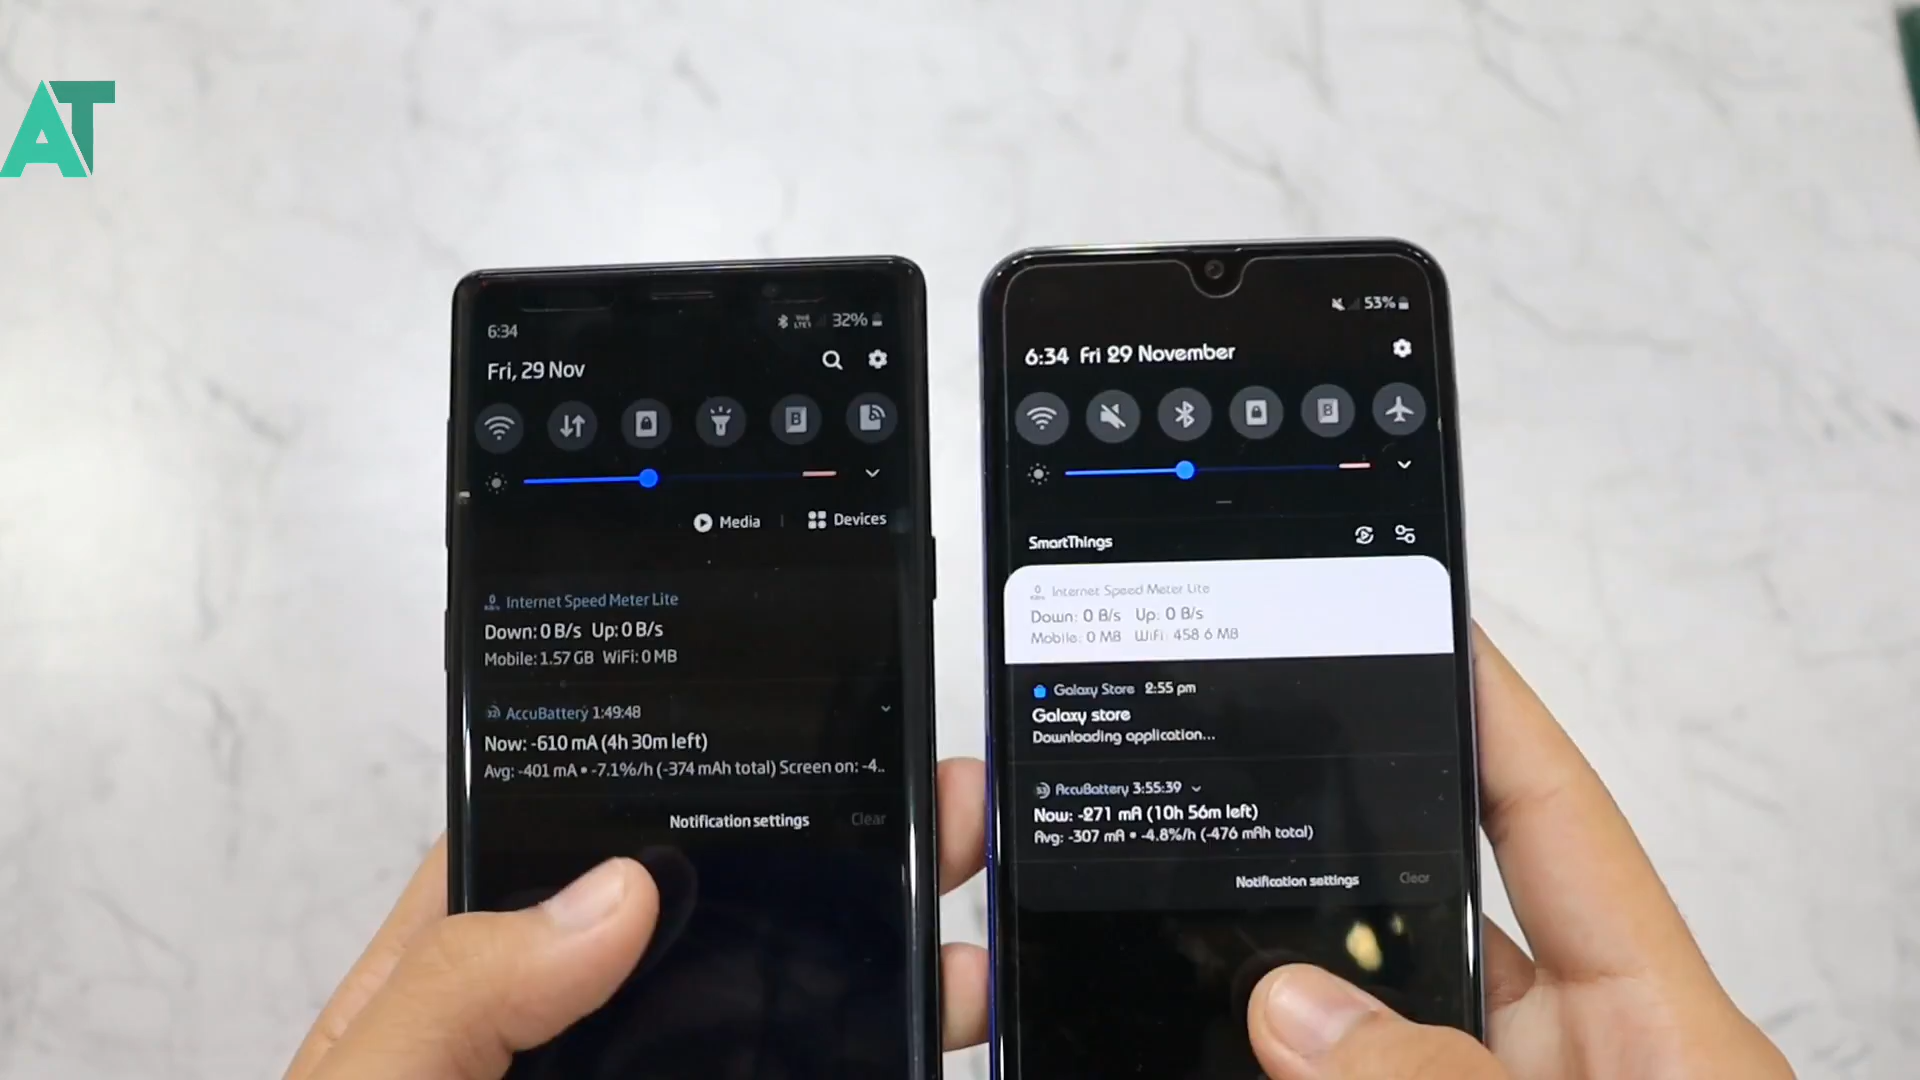 AT
6:34
VoLTE1 32%
Fri, 29 Nov
Media | Devices
Internet Speed Meter Lite
Down: 0 B/s Up: 0 B/s
Mobile: 1.57 GB WiFi: 0 MB
AccuBattery 1:49:48
Now: -610 mA (4h 30m left)
Avg: -401 mA • -7.1%/h (-374 mAh total) Screen on: -4..
Notification settings Clear
53%
6:34 Fri 29 November
SmartThings
Internet Speed Meter Lite
Down: 0 B/s Up: 0 B/s
Mobile: 0 MB WiFi: 458.6 MB
Galaxy Store 2:55 pm
Galaxy store
Downloading application...
AccuBattery 3:55:39
Now: -271 mA (10h 56m left)
Avg: -307 mA • -4.8%/h (-476 mAh total)
Notification settings Clear